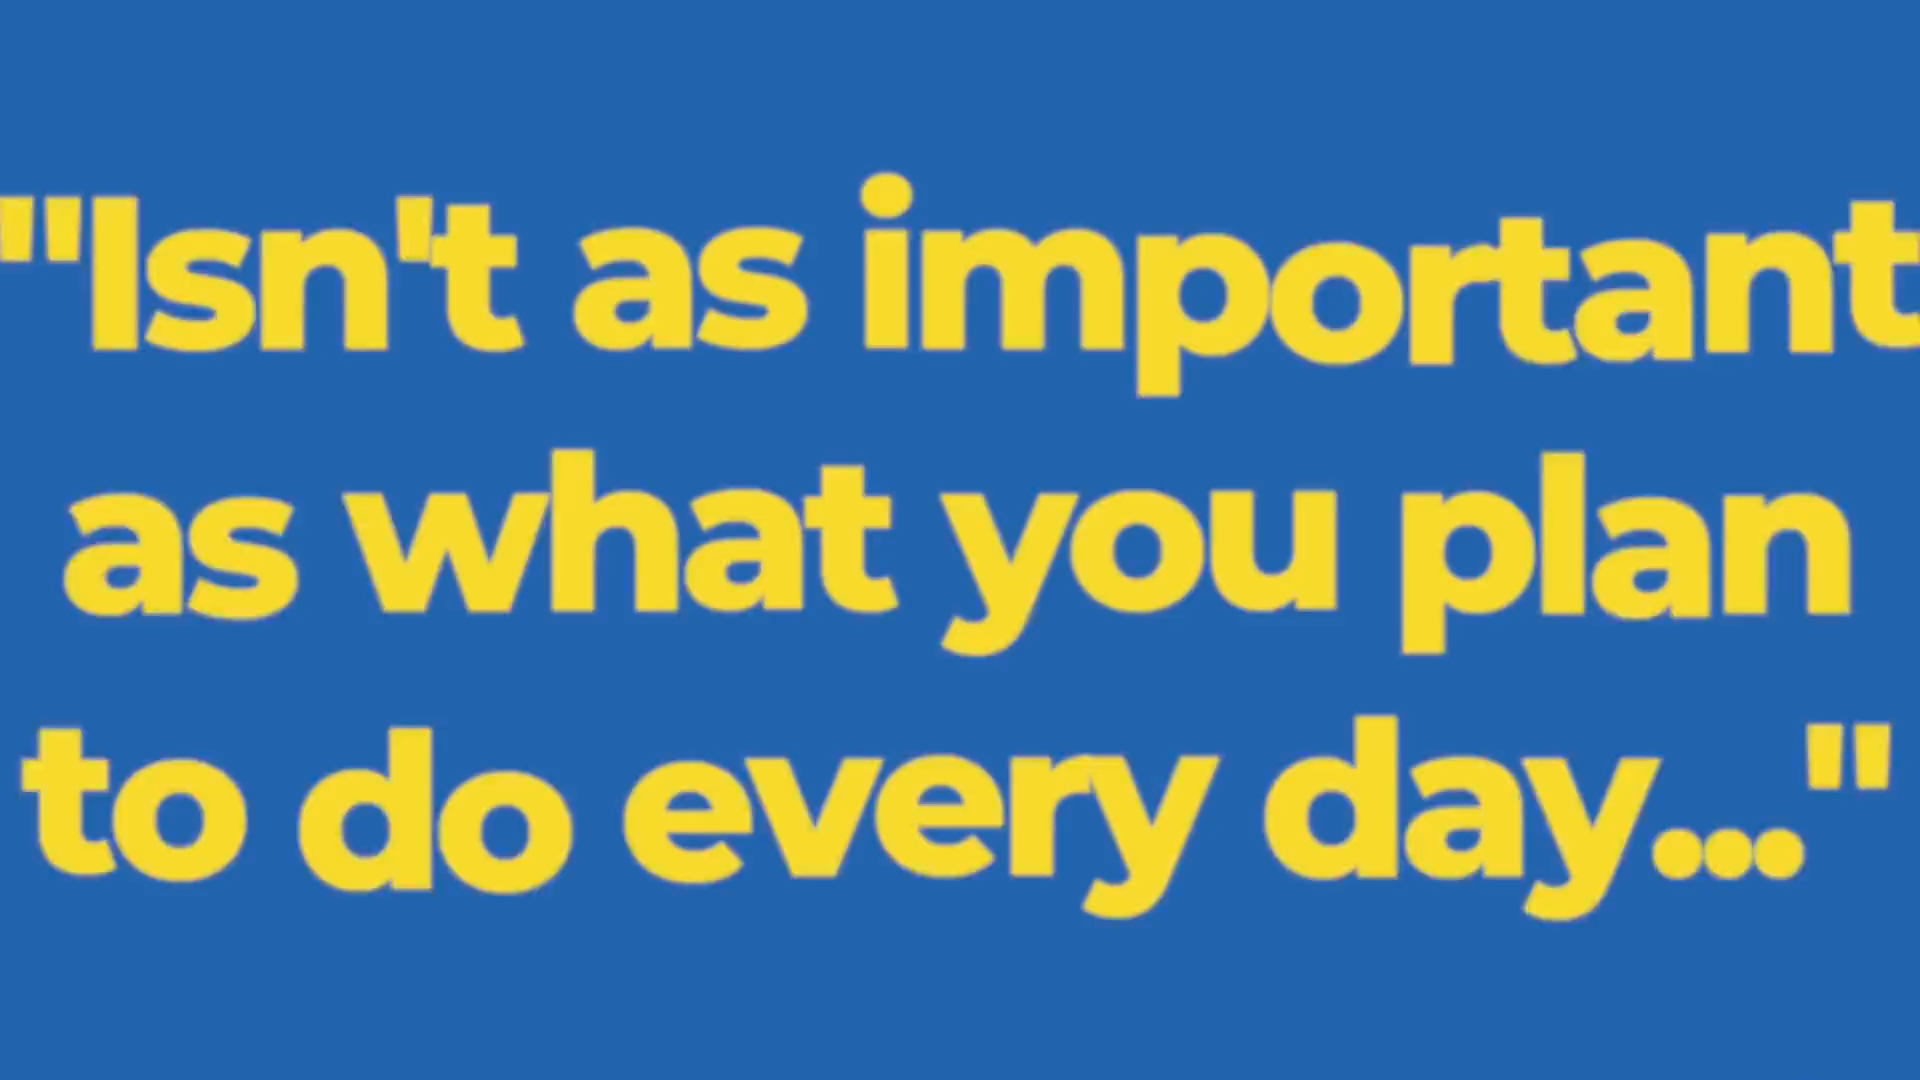 "Isn't as important
as what you plan
to do every day..."